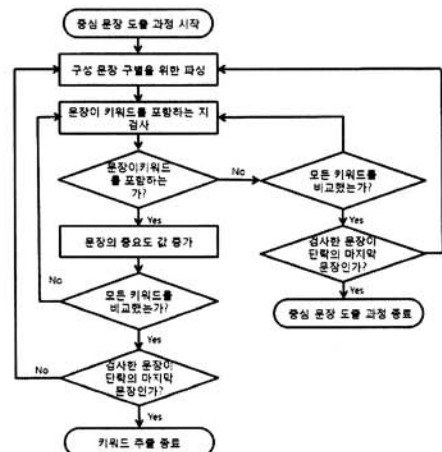 중심 문장 도출 과정 시작
구성 문장 구별을 위한 파싱
문장이 키워드를 포함하는 지
검사
문장이키워드
를 포함하는
가?
No
모든 키워드를
비교했는가?
Yes
Yes
문장의 중요도 값 증가
검사한 문장이
단락의 마지막
문장인가?
No
모든 키워드를
비교했는가?
Yes
중심 문장 도출 과정 종료
Yes
No
검사한 문장이
단락의 마지막
문장인가?
Yes
키워드 추출 종료